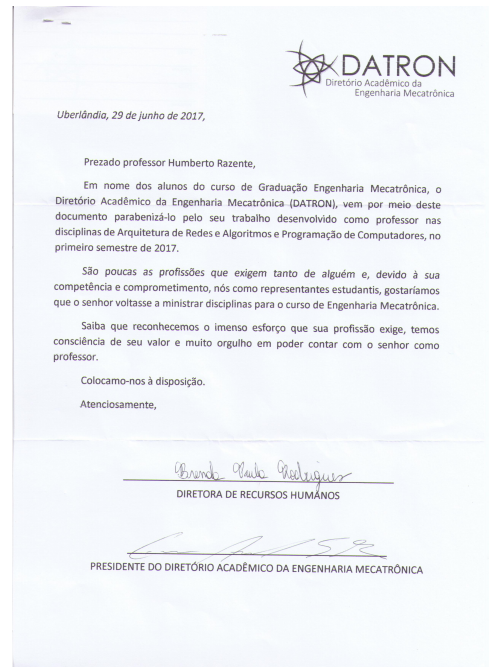 DATRON
Diretório Acadêmico da
Engenharia Mecatrônica
Uberlândia, 29 de junho de 2017,
Prezado professor Humberto Razente,
Em nome dos alunos do curso de Graduação Engenharia Mecatrônica, o
Diretório Acadêmico da Engenharia Mecatrônica (DATRON), vem por meio deste
documento parabenizá-lo pelo seu trabalho desenvolvido como professor nas
disciplinas de Arquitetura de Redes e Algoritmos e Programação de Computadores, no
primeiro semestre de 2017.
São poucas as profissões que exigem tanto de alguém e, devido à sua
competência e comprometimento, nós como representantes estudantis, gostaríamos
que o senhor voltasse a ministrar disciplinas para o curso de Engenharia Mecatrônica.
Saiba que reconhecemos o imenso esforço que sua profissão exige, temos
consciência de seu valor e muito orgulho em poder contar com o senhor como
professor.
Colocamo-nos à disposição.
Atenciosamente,
Brenda Paula Rodrigues
DIRETORA DE RECURSOS HUMANOS
PRESIDENTE DO DIRETÓRIO ACADÊMICO DA ENGENHARIA MECATRÔNICA